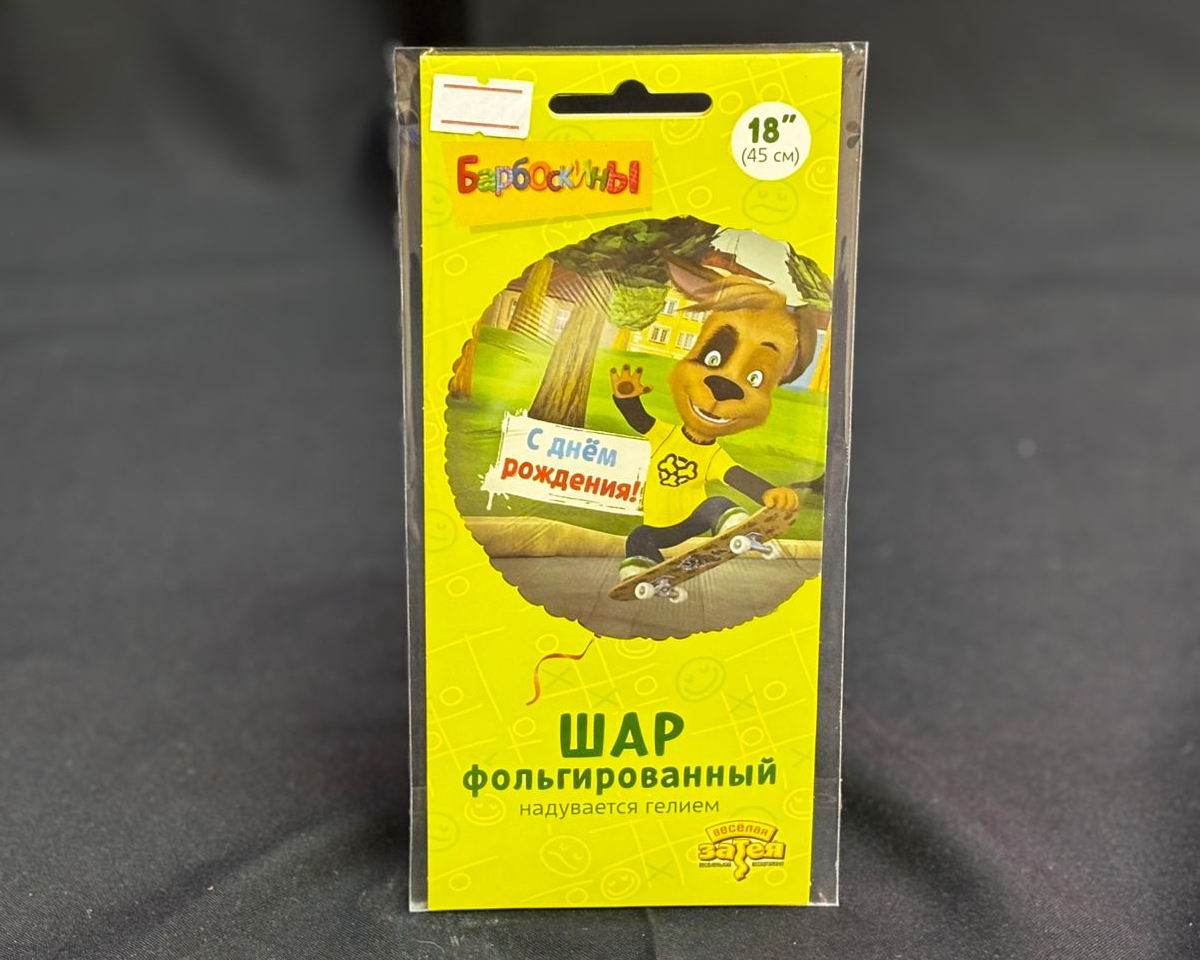 18"
(45 см)
Барбоскины
С днём
рождения!
ШАР
фольгированный
надувается гелием
весёлая
затея